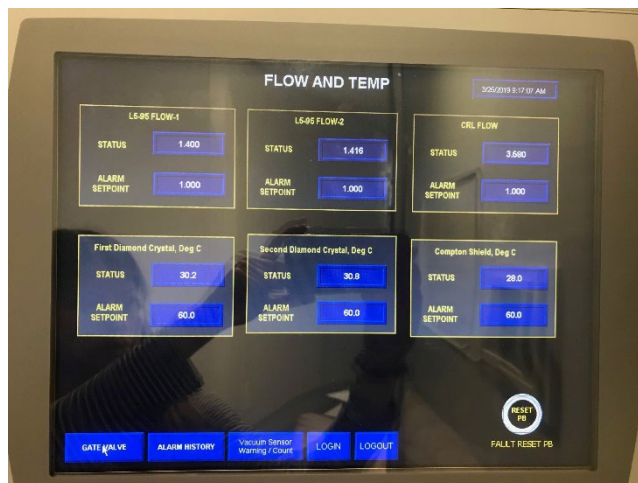 FLOW AND TEMP
3/25/2019 9:17:07 AM
L5-95 FLOW-1
STATUS 1.400
ALARM SETPOINT 1.000
L5-95 FLOW-2
STATUS 1.416
ALARM SETPOINT 1.000
CRL FLOW
STATUS 3.580
ALARM SETPOINT 1.000
First Diamond Crystal, Deg C
STATUS 30.2
ALARM SETPOINT 60.0
Second Diamond Crystal, Deg C
STATUS 30.8
ALARM SETPOINT 60.0
Compton Shield, Deg C
STATUS 28.0
ALARM SETPOINT 60.0
RESET
PB
FAULT RESET PB
GATE VALVE
ALARM HISTORY
Vacuum Sensor
Warning / Count
LOGIN
LOGOUT